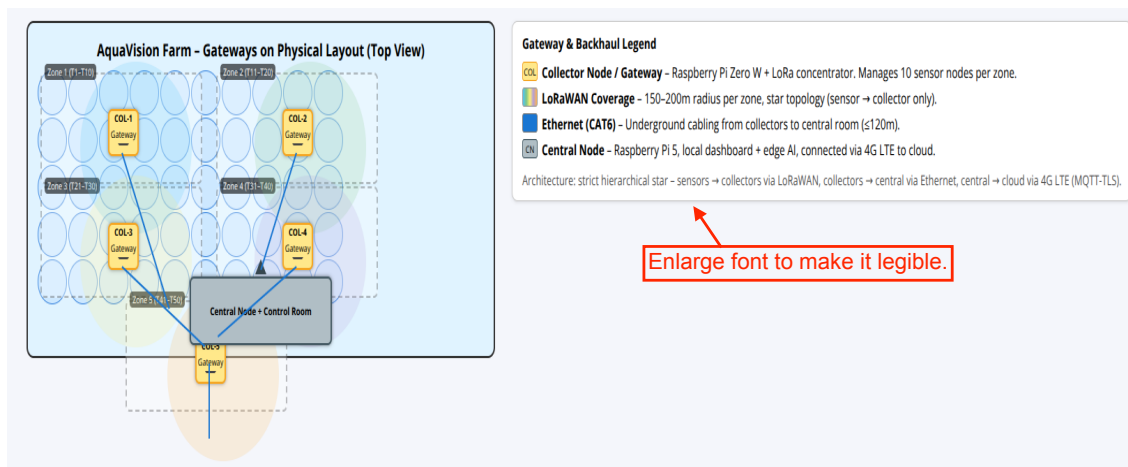 AquaVision Farm – Gateways on Physical Layout (Top View)
Zone 1 (T1–T10)
Zone 2 (T11–T20)
COL-1
Gateway
COL-2
Gateway
Zone 3 (T21–T30)
Zone 4 (T31–T40)
COL-3
Gateway
COL-4
Gateway
Zone 5 (T41–T50)
Central Node + Control Room
COL-5
Gateway
Gateway & Backhaul Legend
COL Collector Node / Gateway – Raspberry Pi Zero W + LoRa concentrator. Manages 10 sensor nodes per zone.
LoRaWAN Coverage – 150–200m radius per zone, star topology (sensor → collector only).
Ethernet (CAT6) – Underground cabling from collectors to central room (≤120m).
CN Central Node – Raspberry Pi 5, local dashboard + edge AI, connected via 4G LTE to cloud.
Architecture: strict hierarchical star – sensors → collectors via LoRaWAN, collectors → central via Ethernet, central → cloud via 4G LTE (MQTT-TLS).
Enlarge font to make it legible.